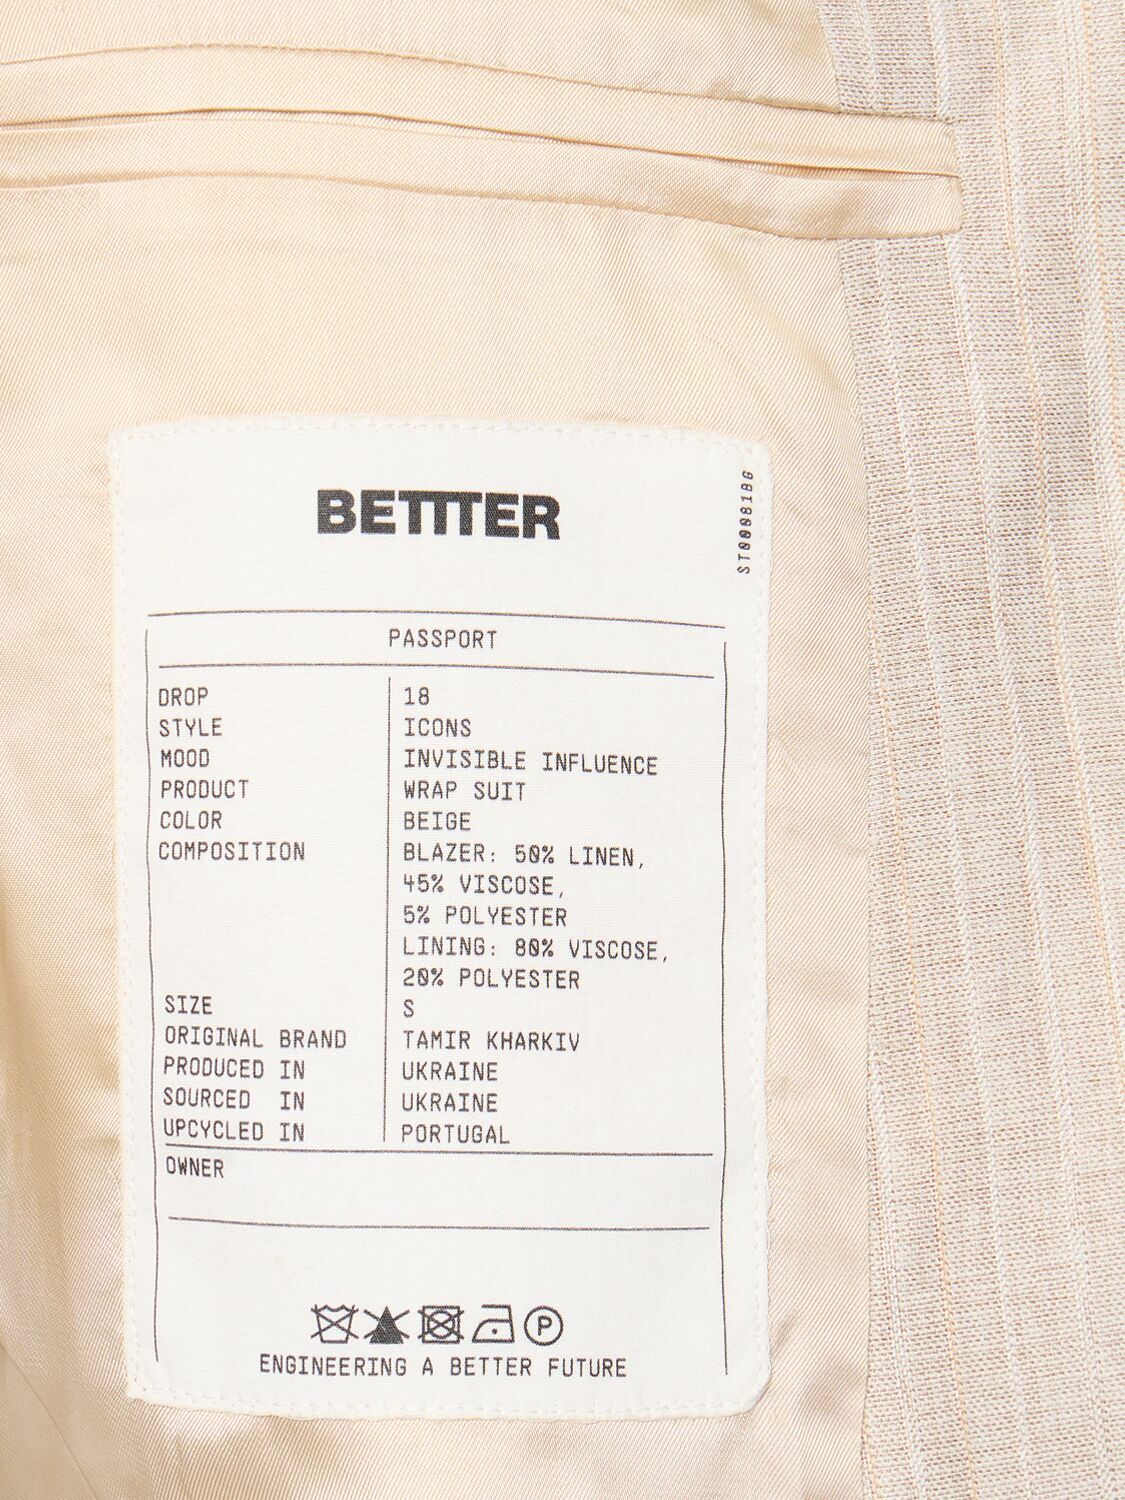 BETTTER
ST00081BG
PASSPORT
DROP 18
STYLE ICONS
MOOD INVISIBLE INFLUENCE
PRODUCT WRAP SUIT
COLOR BEIGE
COMPOSITION BLAZER: 50% LINEN,
45% VISCOSE,
5% POLYESTER
LINING: 80% VISCOSE,
20% POLYESTER
SIZE S
ORIGINAL BRAND TAMIR KHARKIV
PRODUCED IN UKRAINE
SOURCED IN UKRAINE
UPCYCLED IN PORTUGAL
OWNER
P
ENGINEERING A BETTER FUTURE